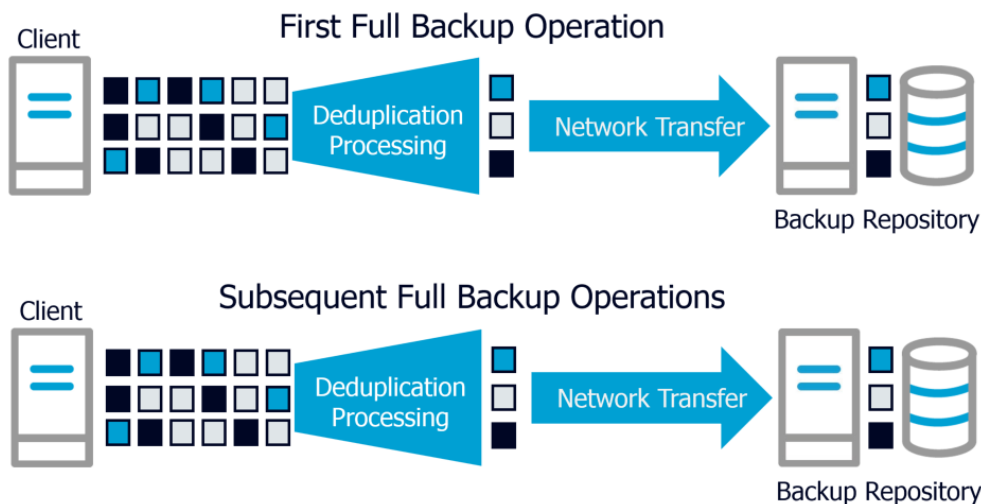 First Full Backup Operation
Client
Deduplication
Processing
Network Transfer
Backup Repository
Subsequent Full Backup Operations
Client
Deduplication
Processing
Network Transfer
Backup Repository